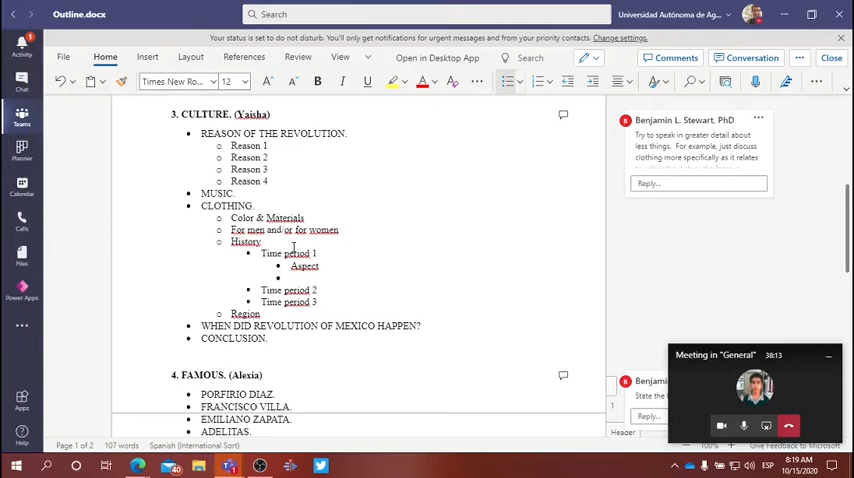 Outline.docx
Search
Universidad Autónoma de Ag...
Your status is set to do not disturb. You'll only get notifications for urgent messages and from your priority contacts. Change settings.
Activity
Chat
Teams
Planner
Calendar
Calls
Files
Power Apps
Apps
Help
File Home Insert Layout References Review View Open in Desktop App Search Comments Conversation Close
Times New Ro... 12 B I U
3. CULTURE. (Yaisha)
• REASON OF THE REVOLUTION.
o Reason 1
o Reason 2
o Reason 3
o Reason 4
• MUSIC.
• CLOTHING.
o Color & Materials
o For men and/or for women
o History
▪ Time period 1
• Aspect
•
▪ Time period 2
▪ Time period 3
o Region
• WHEN DID REVOLUTION OF MEXICO HAPPEN?
• CONCLUSION.
4. FAMOUS. (Alexia)
• PORFIRIO DIAZ.
• FRANCISCO VILLA.
• EMILIANO ZAPATA.
• ADELITAS.
B Benjamin L. Stewart, PhD
Try to speak in greater detail about
less things. For example, just discuss
clothing more specifically as it relates
Reply...
B Benjamin
State the
Reply...
1
Header
Meeting in "General" 38:13
Page 1 of 2 107 words Spanish (International Sort) 100% Give Feedback to Microsoft
40
1
ESP
8:19 AM
10/15/2020